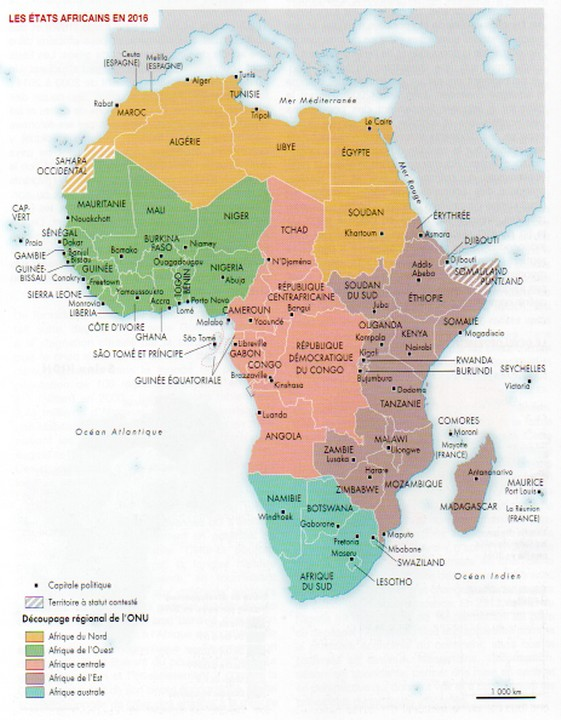 LES ÉTATS AFRICAINS EN 2016
Ceuta
(ESPAGNE)
Melilla
(ESPAGNE)
Alger
Tunis
TUNISIE
Mer Méditerranée
Rabat
MAROC
Tripoli
Le Caire
ALGÉRIE
LIBYE
ÉGYPTE
SAHARA
OCCIDENTAL
Mer Rouge
CAP-
VERT
MAURITANIE
Nouakchott
MALI
NIGER
TCHAD
SOUDAN
Khartoum
ÉRYTHRÉE
Asmara
Praia
SÉNÉGAL
Dakar
GAMBIE
Banjul
Bissau
GUINÉE-
BISSAU
Bamako
BURKINA
FASO
Niamey
Ouagadougou
N'Djaména
DJIBOUTI
Djibouti
SOMALILAND
PUNTLAND
GUINÉE
Conakry
Freetown
SIERRA LEONE
Monrovia
LIBERIA
Yamoussoukro
Accra
TOGO
BENIN
Lomé
Porto Novo
NIGERIA
Abuja
Addis
Abeba
ÉTHIOPIE
SOUDAN
DU SUD
Juba
RÉPUBLIQUE
CENTRAFRICAINE
Bangui
CÔTE D'IVOIRE
GHANA
Malabo
CAMEROUN
Yaoundé
SOMALIE
Mogadiscio
OUGANDA
Kampala
KENYA
Nairobi
SÃO TOMÉ ET PRÍNCIPE
São Tomé
Libreville
GABON
CONGO
Brazzaville
Kinshasa
GUINÉE ÉQUATORIALE
RÉPUBLIQUE
DÉMOCRATIQUE
DU CONGO
Kigali
Bujumbura
RWANDA
BURUNDI
SEYCHELLES
Victoria
Dodoma
TANZANIE
Luanda
ANGOLA
Océan Atlantique
COMORES
Moroni
Mayotte
(FRANCE)
MALAWI
Lilongwe
ZAMBIE
Lusaka
Harare
ZIMBABWE
MOZAMBIQUE
Antananarivo
MADAGASCAR
MAURICE
Port Louis
La Réunion
(FRANCE)
NAMIBIE
Windhoek
BOTSWANA
Gaborone
Pretoria
Maputo
Mbabane
SWAZILAND
Maseru
LESOTHO
AFRIQUE
DU SUD
Océan Indien
Capitale politique
Territoire à statut contesté
Découpage régional de l'ONU
Afrique du Nord
Afrique de l'Ouest
Afrique centrale
Afrique de l'Est
Afrique australe
1 000 km